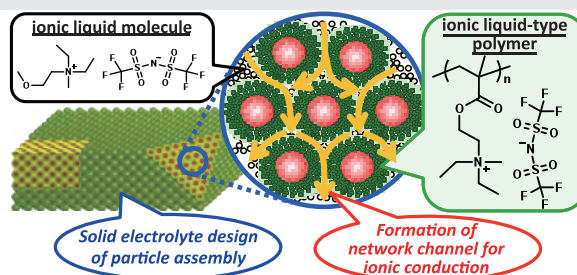 ionic liquid molecule
O
N
+
F
F
F
S
O
O
N
-
S
O
O
F
F
F
ionic liquid-type
polymer
n
O
O
N
+
F
F
F
O
S
O
-
N
O
S
O
F
F
F
Solid electrolyte design
of particle assembly
Formation of
network channel for
ionic conduction